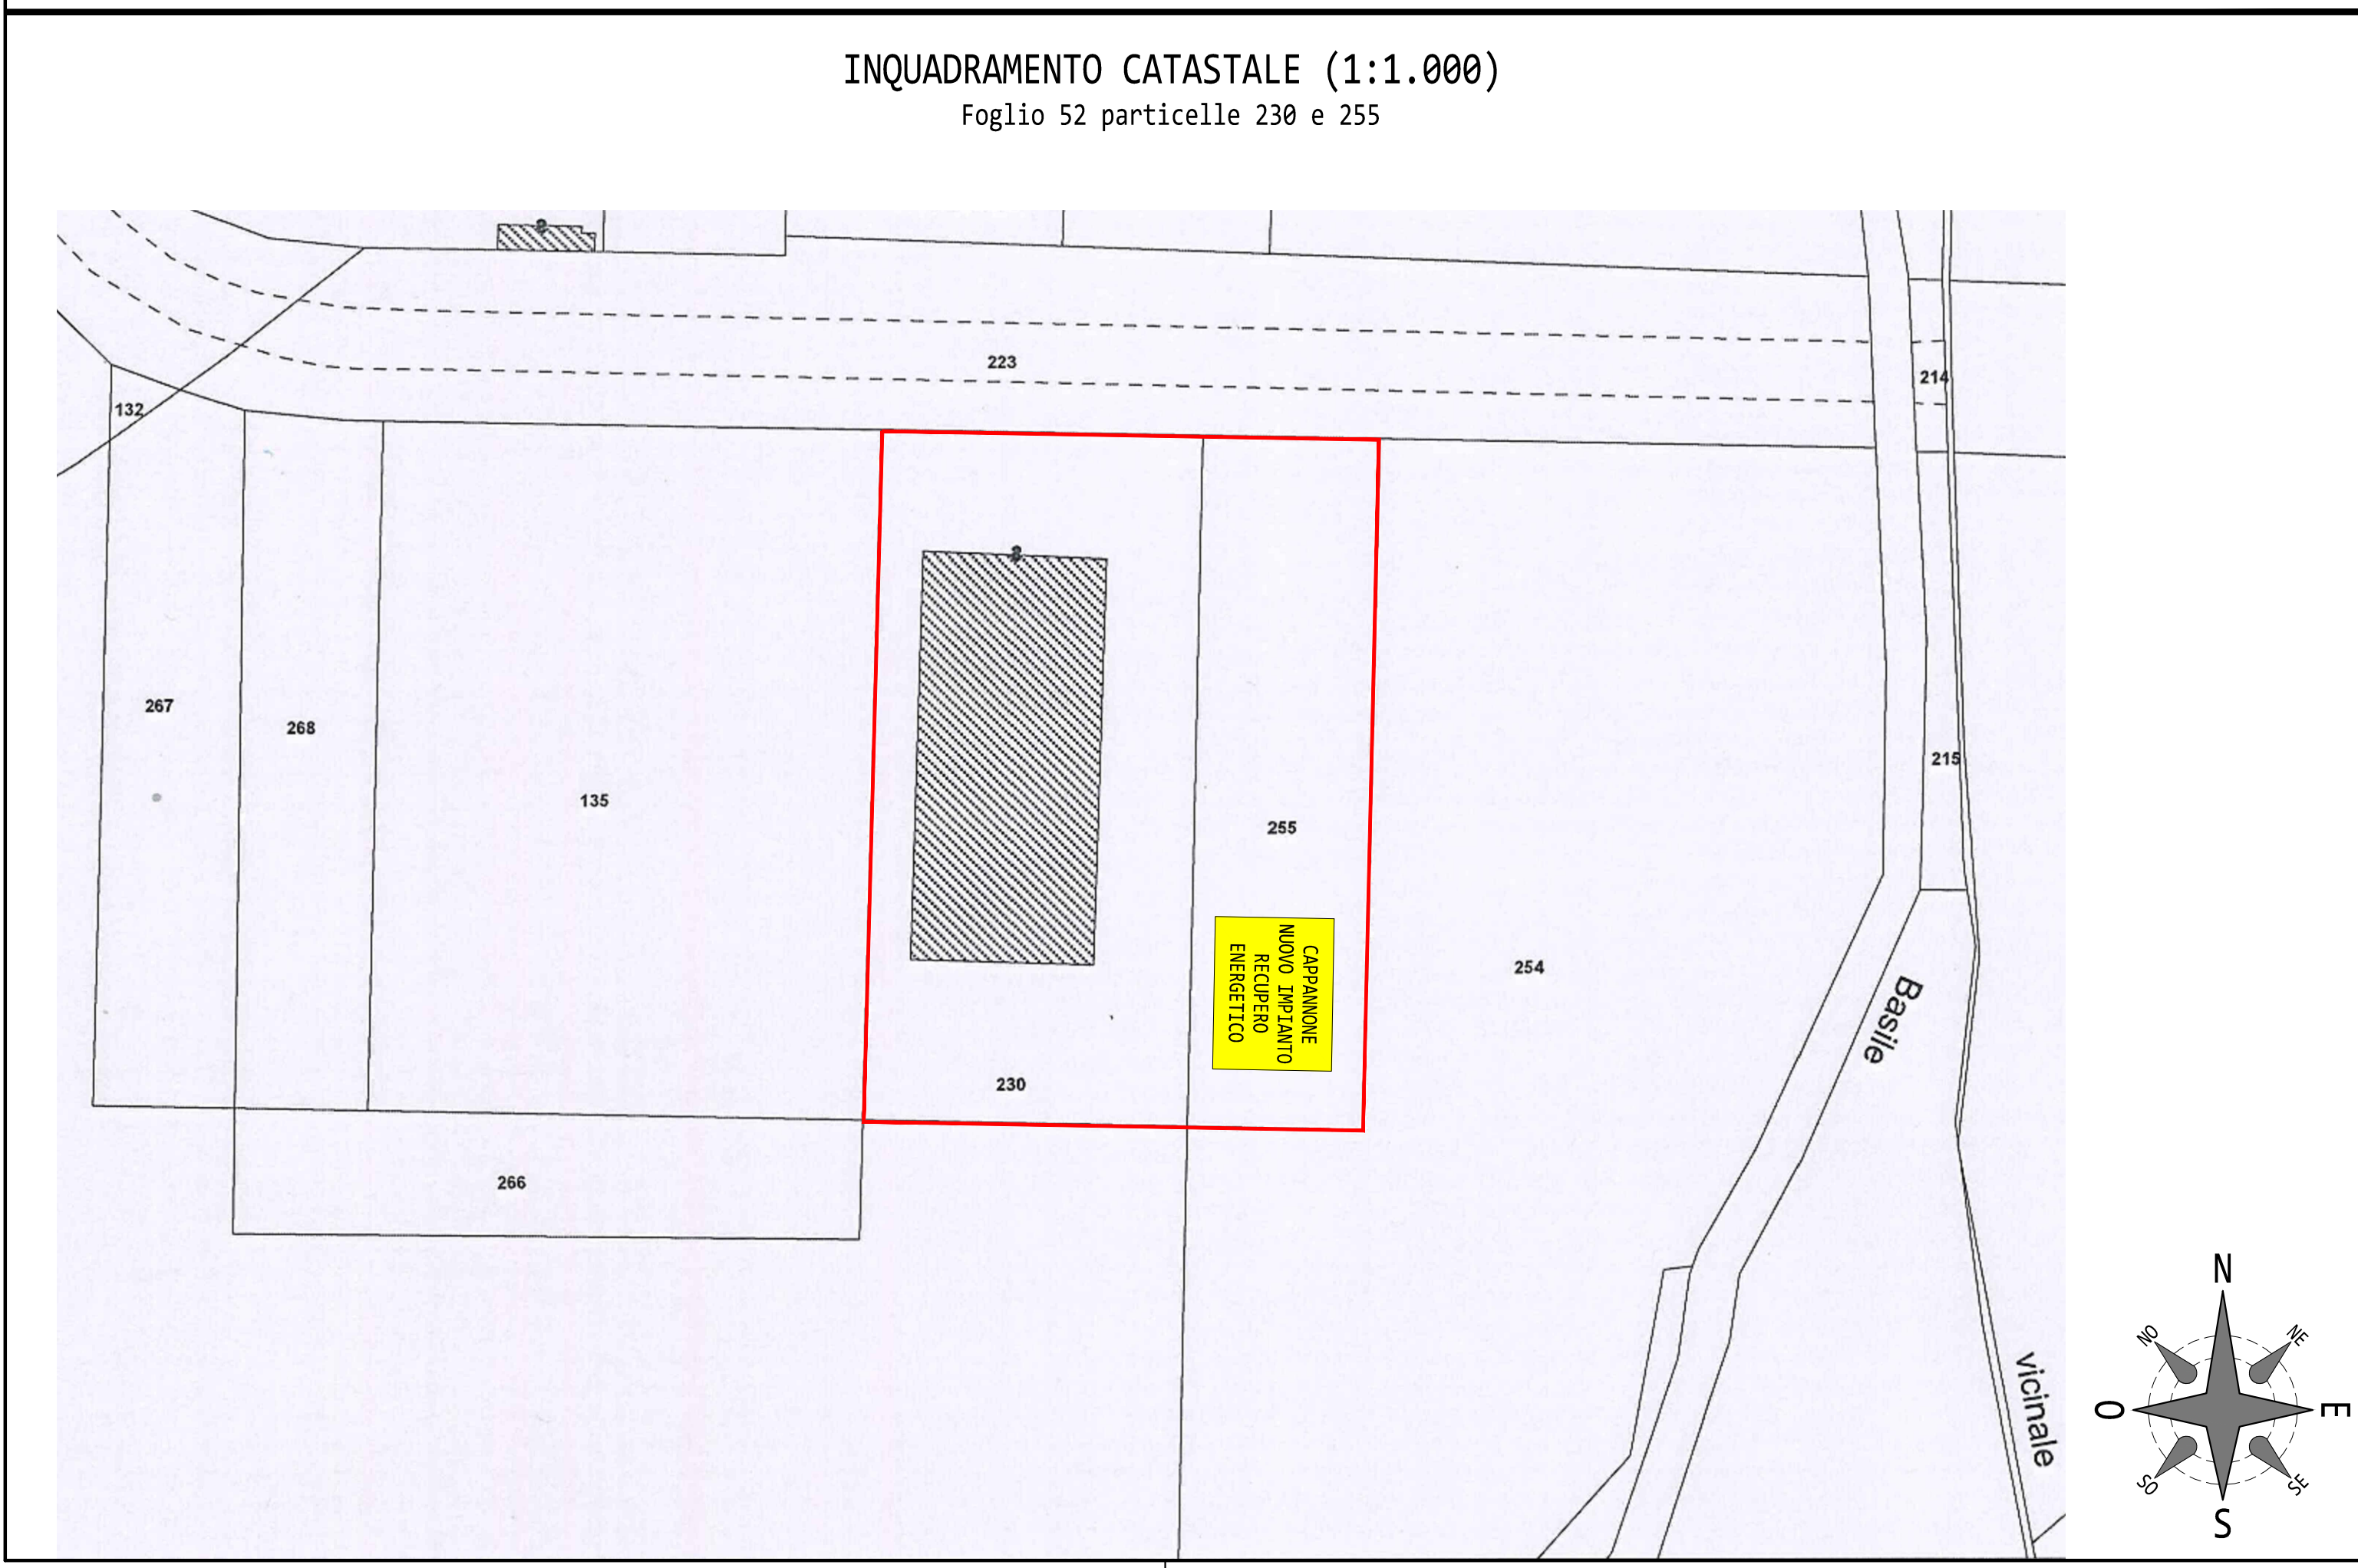 INQUADRAMENTO CATASTALE (1:1.000)
Foglio 52 particelle 230 e 255
223
214
132
267
268
215
135
255
CAPPANNONE
NUOVO IMPIANTO
RECUPERO
ENERGETICO
254
Basile
230
266
vicinale
N
NO
NE
O
E
SO
SE
S